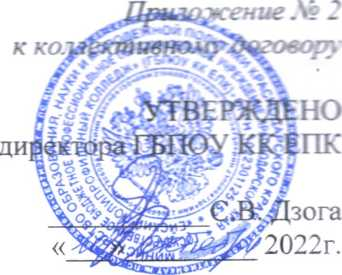 Приложение № 2
к коллективному договору
УТВЕРЖДЕНО
директора ГБПОУ КК ЕПК
С.В. Дзога
« » 2022г.